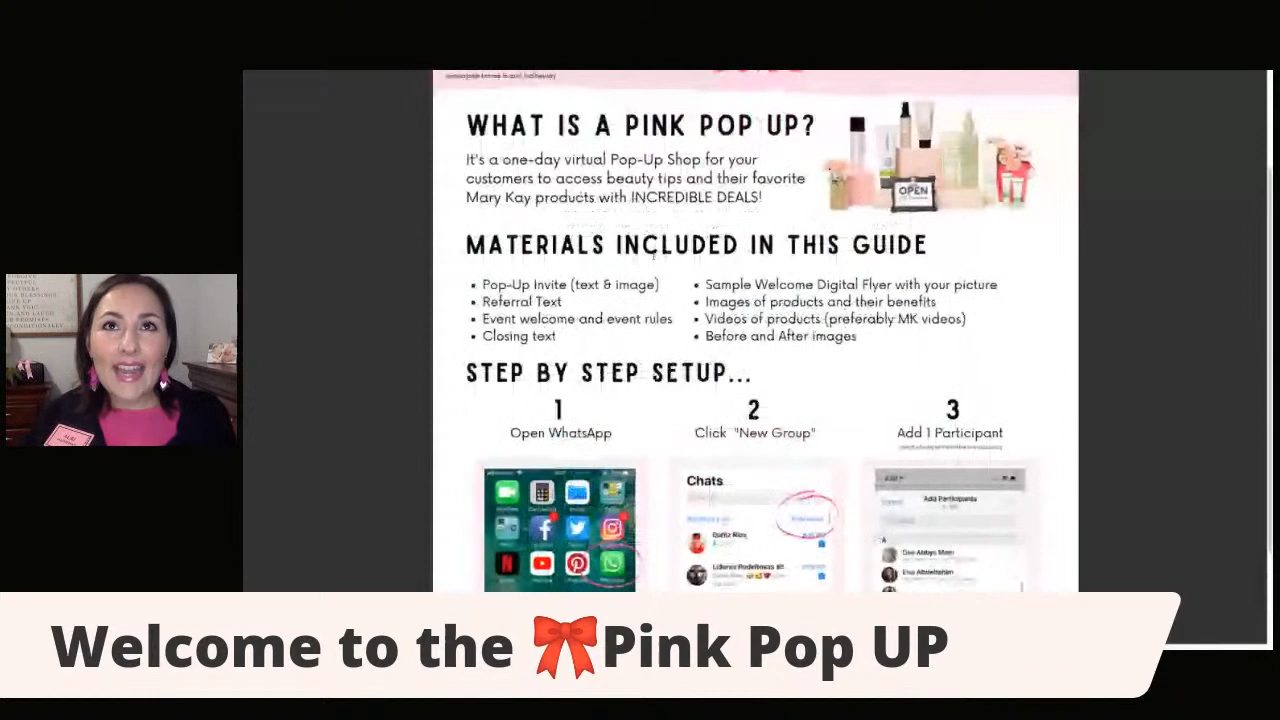 WHAT IS A PINK POP UP?
It's a one-day virtual Pop-Up Shop for your
customers to access beauty tips and their favorite
Mary Kay products with INCREDIBLE DEALS!
OPEN
MATERIALS INCLUDED IN THIS GUIDE
• Pop-Up Invite (text & image)
• Referral Text
• Event welcome and event rules
• Closing text
• Sample Welcome Digital Flyer with your picture
• Images of products and their benefits
• Videos of products (preferably MK videos)
• Before and After images
STEP BY STEP SETUP...
1
Open WhatsApp
2
Click "New Group"
3
Add 1 Participant
Chats
Add Participants
A
Welcome to the 🎀Pink Pop UP